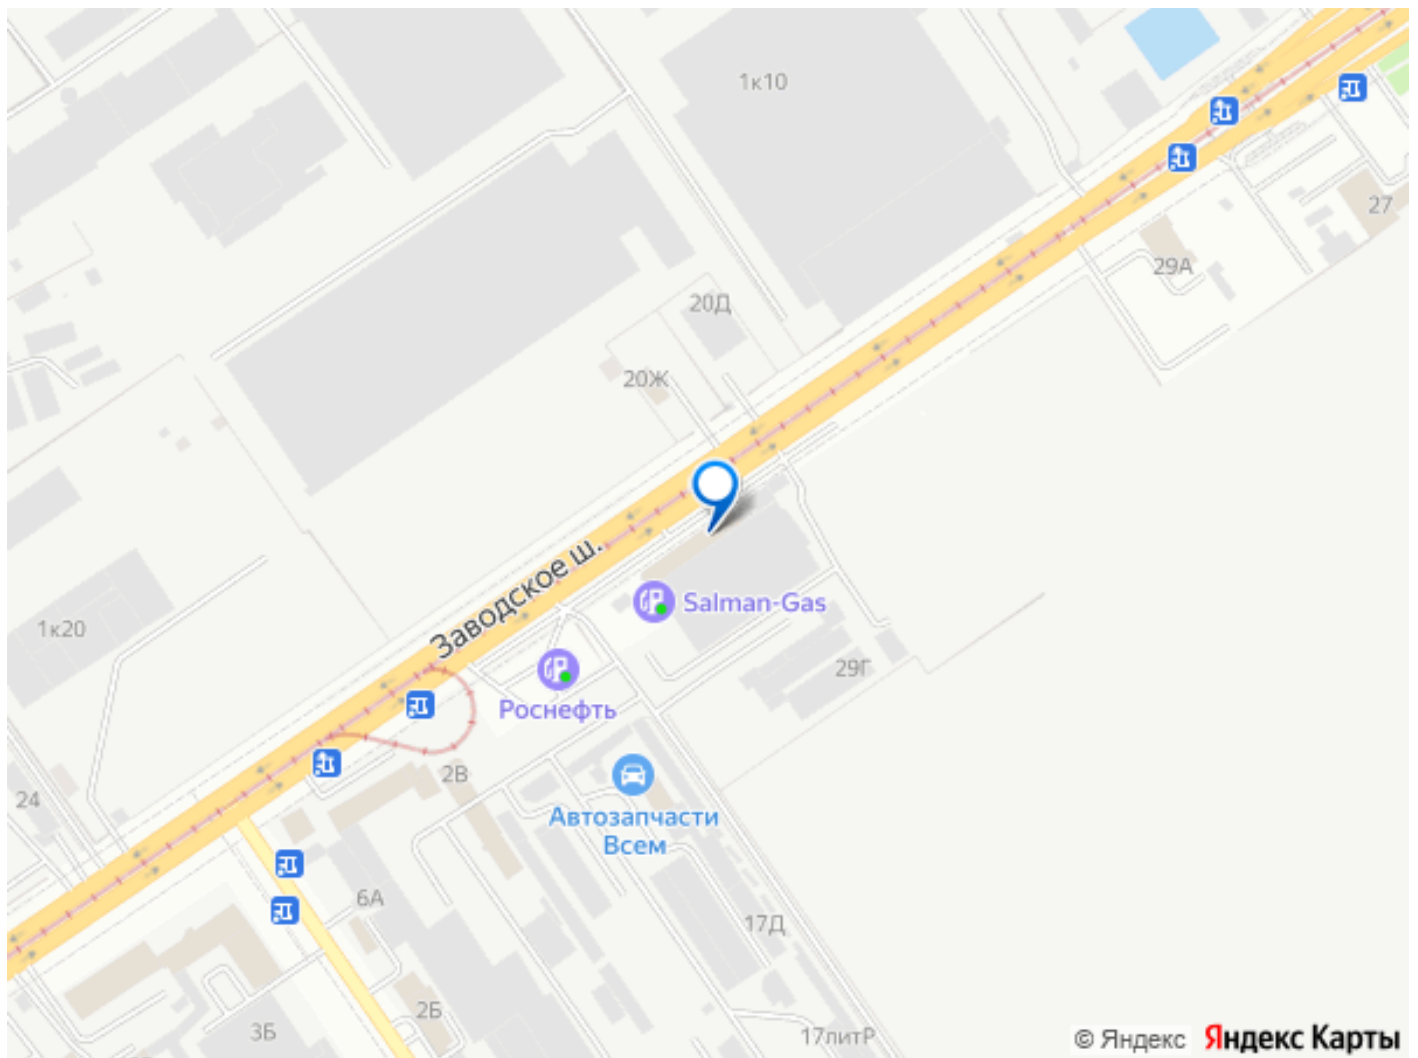 1к10
27
29А
20Д
20Ж
Заводское ш.
Salman-Gas
1к20
29Г
Роснефть
2В
24
Автозапчасти
Всем
6А
17Д
2Б
3Б
17литР
© Яндекс Яндекс Карты